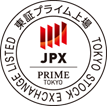 東証プライム上場
JPX
PRIME
TOKYO
TOKYO STOCK EXCHANGE LISTED